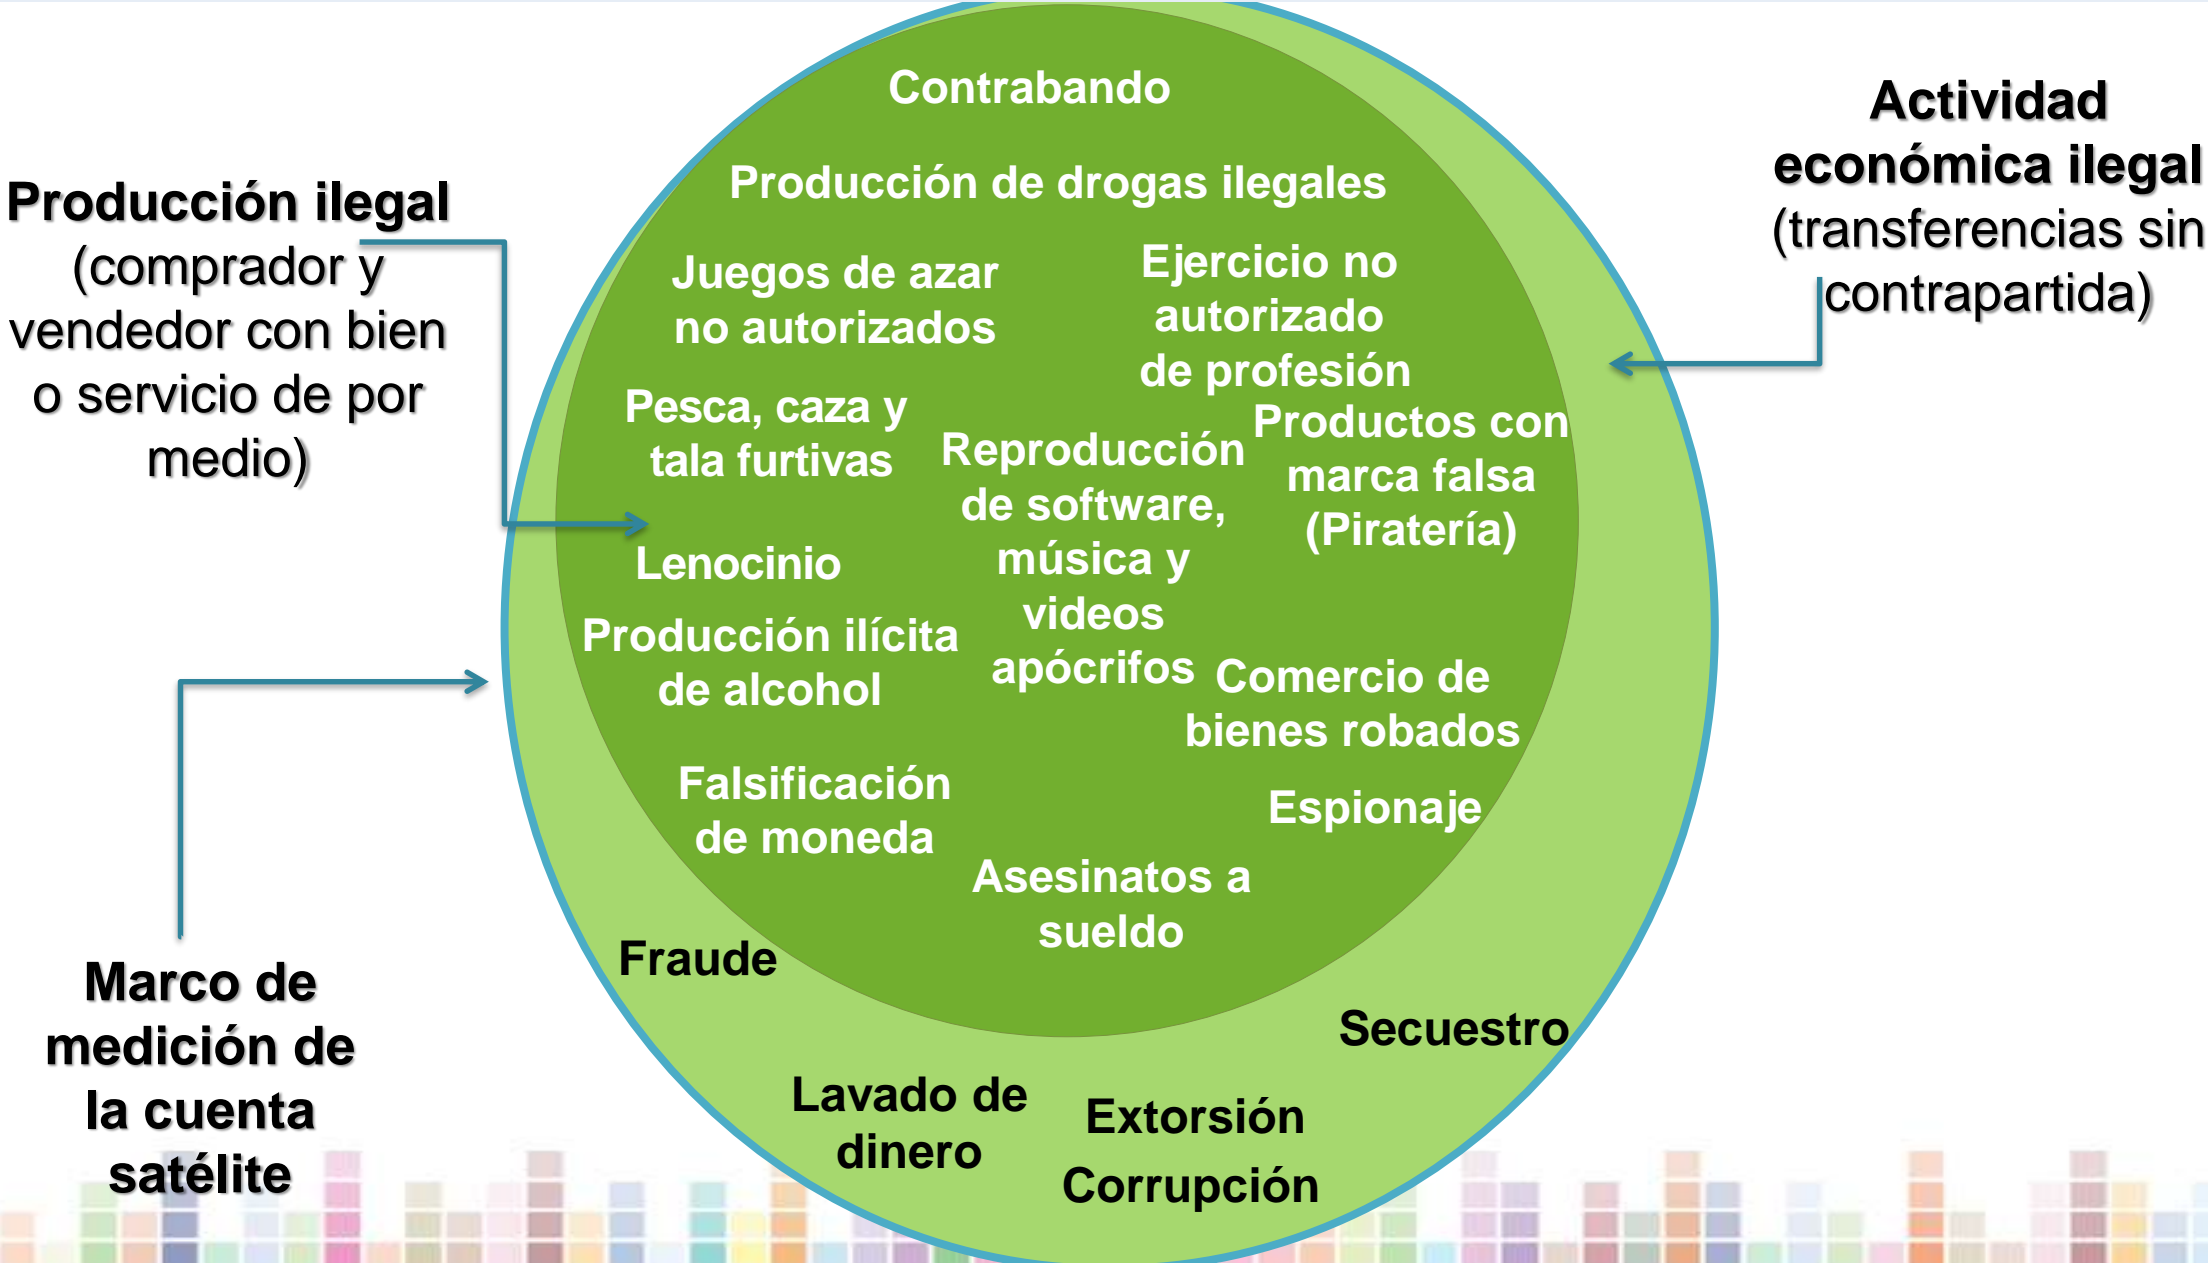 Producción ilegal
(comprador y
vendedor con bien
o servicio de por
medio)
Marco de
medición de
la cuenta
satélite
Contrabando
Producción de drogas ilegales
Juegos de azar
no autorizados
Ejercicio no
autorizado
de profesión
Pesca, caza y
tala furtivas
Reproducción
de software,
música y
videos
apócrifos
Productos con
marca falsa
(Piratería)
Lenocinio
Producción ilícita
de alcohol
Comercio de
bienes robados
Falsificación
de moneda
Espionaje
Asesinatos a
sueldo
Fraude
Secuestro
Lavado de
dinero
Extorsión
Corrupción
Actividad
económica ilegal
(transferencias sin
contrapartida)